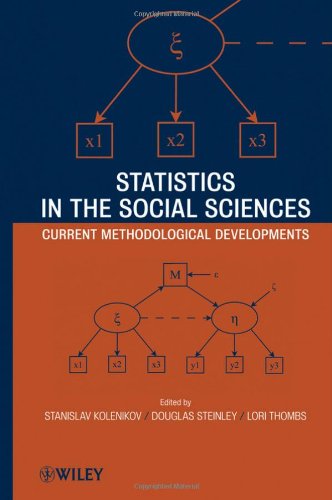 ξ
x1 x2 x3
STATISTICS
IN THE SOCIAL SCIENCES
CURRENT METHODOLOGICAL DEVELOPMENTS
M ε
ζ
ξ η
x1 x2 x3 y1 y2 y3
Edited by
STANISLAV KOLENIKOV / DOUGLAS STEINLEY / LORI THOMBS
WILEY